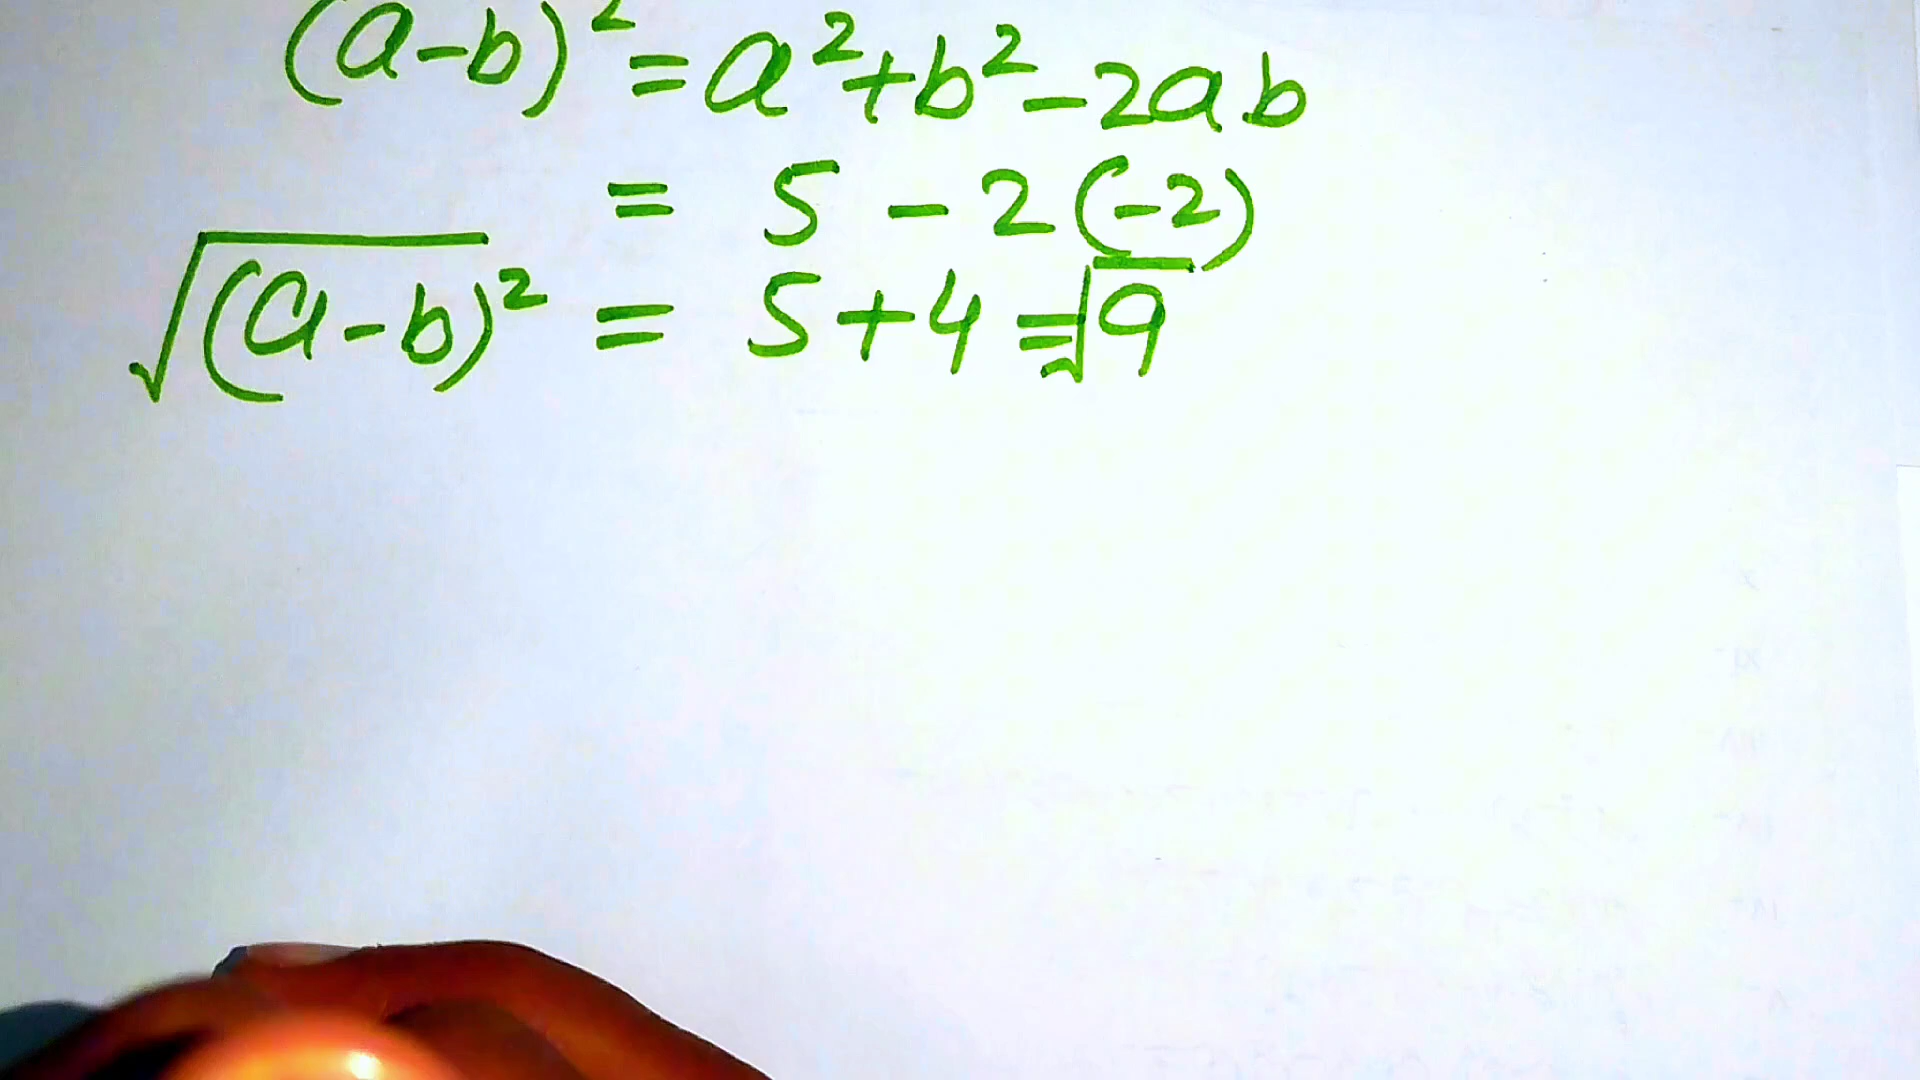 (a-b)² = a²+b²-2ab
= 5 - 2(-2)
√(a-b)² = 5+4 = √9